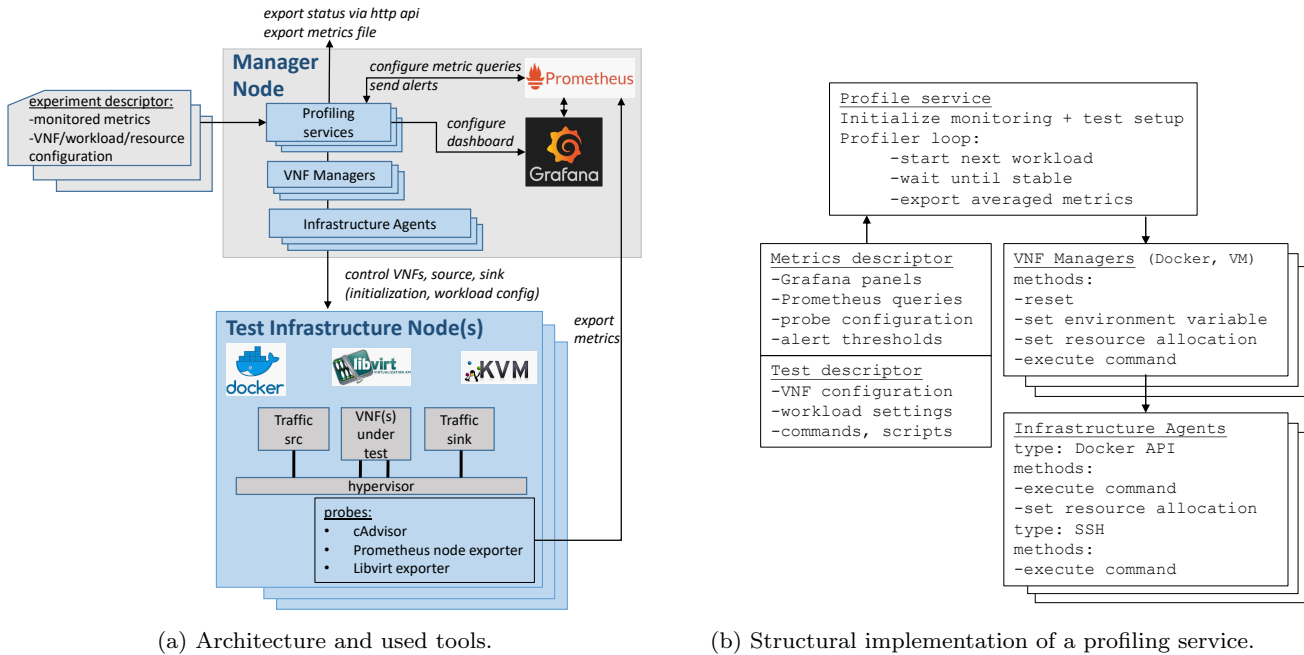 export status via http api
export metrics file
Manager
Node
configure metric queries
send alerts
Prometheus
experiment descriptor:
-monitored metrics
-VNF/workload/resource
configuration
Profiling
services
configure
dashboard
Grafana
VNF Managers
Infrastructure Agents
control VNFs, source, sink
(initialization, workload config)
export
metrics
Test Infrastructure Node(s)
docker
libvirt
VIRTUALIZATION API
KVM
Traffic
src
VNF(s)
under
test
Traffic
sink
hypervisor
probes:
• cAdvisor
• Prometheus node exporter
• Libvirt exporter
(a) Architecture and used tools.
Profile service
Initialize monitoring + test setup
Profiler loop:
-start next workload
-wait until stable
-export averaged metrics
Metrics descriptor
-Grafana panels
-Prometheus queries
-probe configuration
-alert thresholds
Test descriptor
-VNF configuration
-workload settings
-commands, scripts
VNF Managers (Docker, VM)
methods:
-reset
-set environment variable
-set resource allocation
-execute command
Infrastructure Agents
type: Docker API
methods:
-execute command
-set resource allocation
type: SSH
methods:
-execute command
(b) Structural implementation of a profiling service.